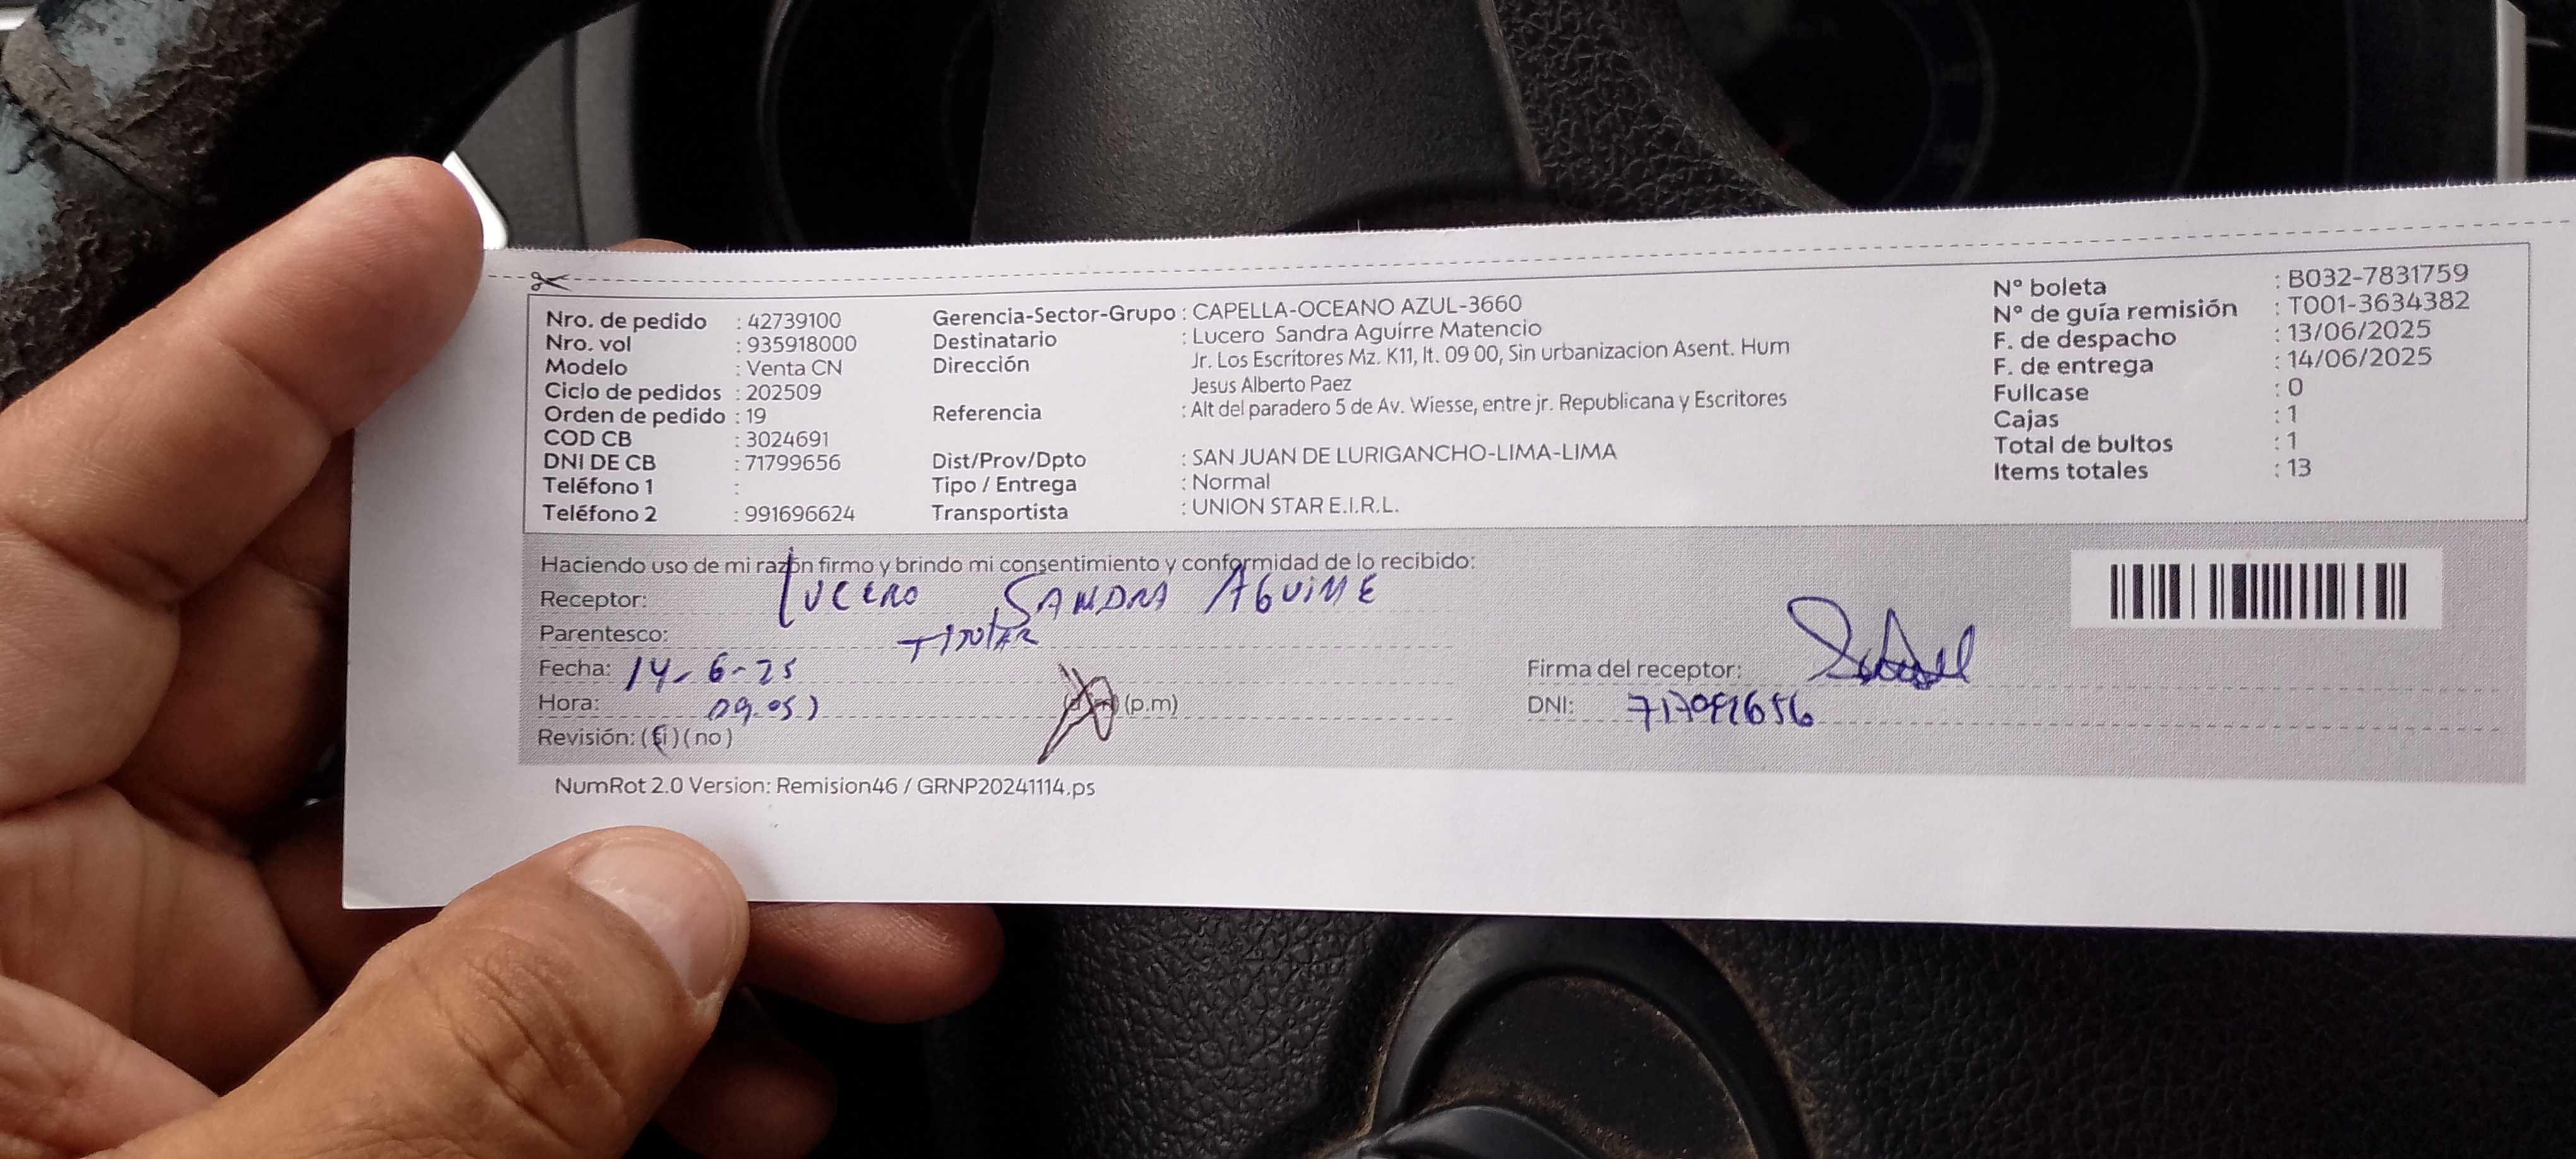 Nro. de pedido : 42739100
Nro. vol : 935918000
Modelo : Venta CN
Ciclo de pedidos : 202509
Orden de pedido : 19
COD CB : 3024691
DNI DE CB : 71799656
Teléfono 1 :
Teléfono 2 : 991696624
Gerencia-Sector-Grupo : CAPELLA-OCEANO AZUL-3660
Destinatario : Lucero Sandra Aguirre Matencio
Dirección Jr. Los Escritores Mz. K11, lt. 09 00, Sin urbanizacion Asent. Hum
Jesus Alberto Paez
Referencia : Alt del paradero 5 de Av. Wiesse, entre jr. Republicana y Escritores
Dist/Prov/Dpto : SAN JUAN DE LURIGANCHO-LIMA-LIMA
Tipo / Entrega : Normal
Transportista : UNION STAR E.I.R.L.
N° boleta : B032-7831759
N° de guía remisión : T001-3634382
F. de despacho : 13/06/2025
F. de entrega : 14/06/2025
Fullcase : 0
Cajas : 1
Total de bultos : 1
Items totales : 13
Haciendo uso de mi razón firmo y brindo mi consentimiento y conformidad de lo recibido:
Receptor: LUCERO SANDRA AGUIRRE
Parentesco: TITULAR
Fecha: 14-6-25
Hora: 09.05 (p.m)
Revisión: (si) (no)
Firma del receptor:
DNI:
NumRot 2.0 Version: Remision46 / GRNP20241114.ps